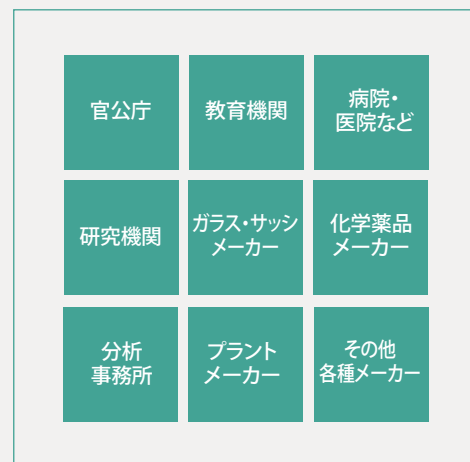 官公庁
教育機関
病院・
医院など
研究機関
ガラス・サッシ
メーカー
化学薬品
メーカー
分析
事務所
プラント
メーカー
その他
各種メーカー